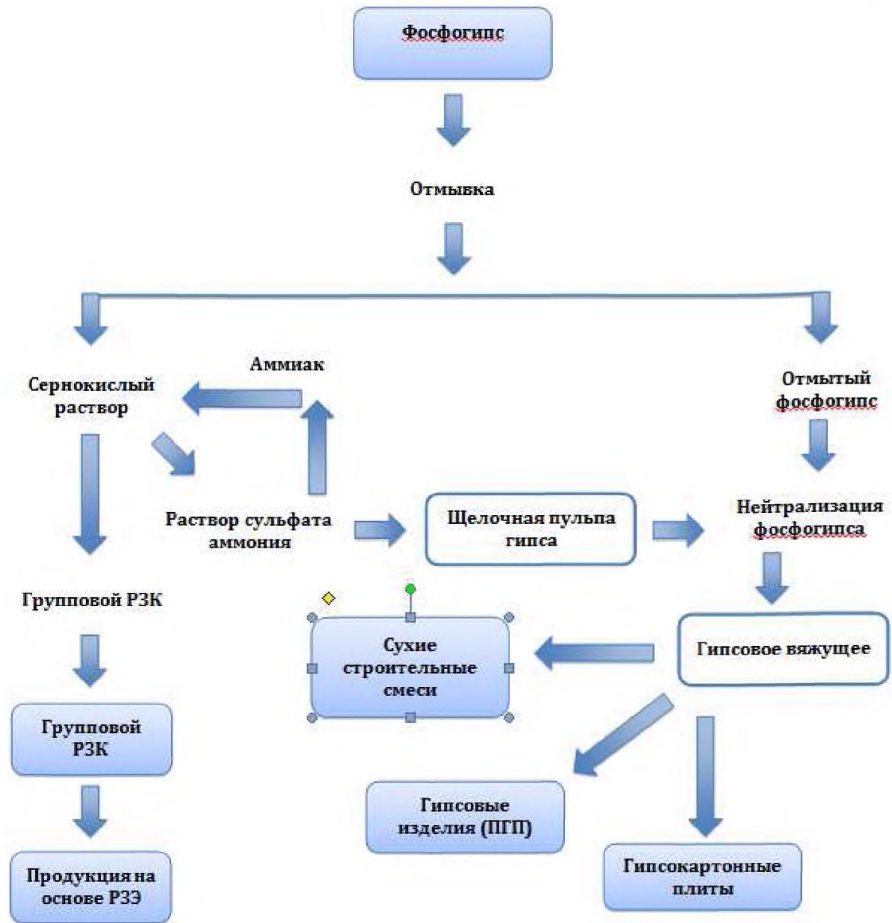 Фосфогипс
Отмывка
Аммиак
Сернокислый
раствор
Отмытый
фосфогипс
Раствор сульфата
аммония
Щелочная пульпа
гипса
Нейтрализация
фосфогипса
Групповой РЗК
Сухие
строительные
смеси
Гипсовое вяжущее
Групповой
РЗК
Гипсовые
изделия (ПГП)
Продукция на
основе РЗЭ
Гипсокартонные
плиты